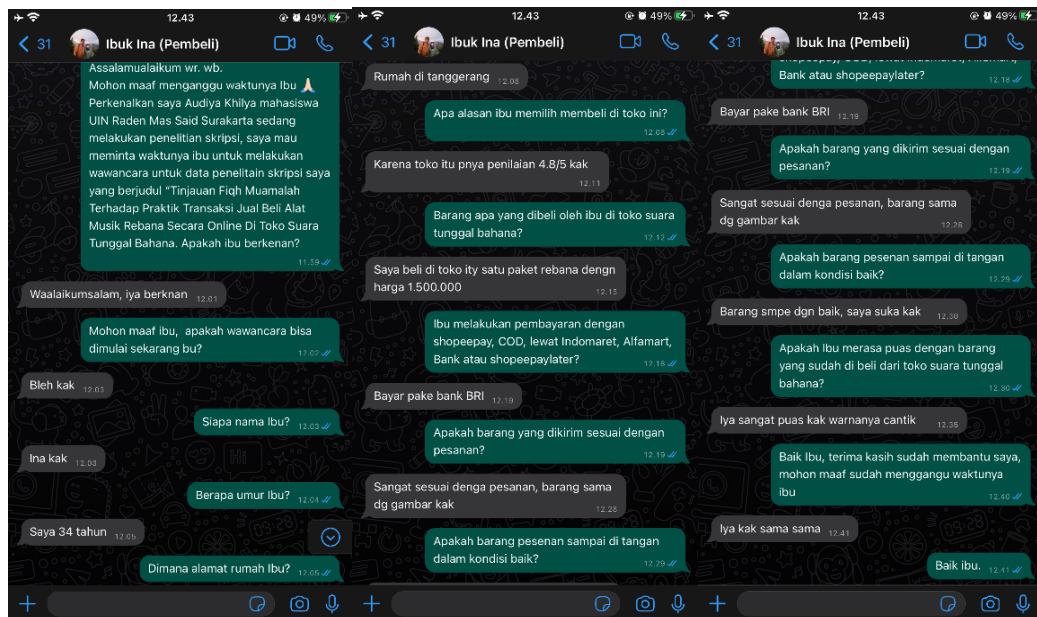 12.43
49%
31
Ibuk Ina (Pembeli)
Assalamualaikum wr. wb.
Mohon maaf menganggu waktunya Ibu 🙏🏻
Perkenalkan saya Audiya Khilya mahasiswa
UIN Raden Mas Said Surakarta sedang
melakukan penelitian skripsi, saya mau
meminta waktunya ibu untuk melakukan
wawancara untuk data penelitain skripsi saya
yang berjudul “Tinjauan Fiqh Muamalah
Terhadap Praktik Transaksi Jual Beli Alat
Musik Rebana Secara Online Di Toko Suara
Tunggal Bahana. Apakah ibu berkenan?
11.59
Waalaikumsalam, iya berknan 12.01
Mohon maaf ibu, apakah wawancara bisa
dimulai sekarang bu?
12.02
Bleh kak 12.03
Siapa nama Ibu? 12.03
Ina kak 12.03
Berapa umur Ibu? 12.04
Saya 34 tahun 12.05
Dimana alamat rumah Ibu? 12.05
12.43
49%
31
Ibuk Ina (Pembeli)
Rumah di tanggerang 12.08
Apa alasan ibu memilih membeli di toko ini?
12.08
Karena toko itu pnya penilaian 4.8/5 kak
12.11
Barang apa yang dibeli oleh ibu di toko suara
tunggal bahana?
12.12
Saya beli di toko ity satu paket rebana dengn
harga 1.500.000
12.15
Ibu melakukan pembayaran dengan
shopeepay, COD, lewat Indomaret, Alfamart,
Bank atau shopeepaylater?
12.18
Bayar pake bank BRI 12.19
Apakah barang yang dikirim sesuai dengan
pesanan?
12.19
Sangat sesuai denga pesanan, barang sama
dg gambar kak
12.28
Apakah barang pesenan sampai di tangan
dalam kondisi baik?
12.29
12.43
49%
31
Ibuk Ina (Pembeli)
shopeepay, COD, lewat Indomaret, Alfamart,
Bank atau shopeepaylater?
12.18
Bayar pake bank BRI 12.19
Apakah barang yang dikirim sesuai dengan
pesanan?
12.19
Sangat sesuai denga pesanan, barang sama
dg gambar kak
12.28
Apakah barang pesenan sampai di tangan
dalam kondisi baik?
12.29
Barang smpe dgn baik, saya suka kak 12.30
Apakah Ibu merasa puas dengan barang
yang sudah di beli dari toko suara tunggal
bahana?
12.30
Iya sangat puas kak warnanya cantik 12.35
Baik Ibu, terima kasih sudah membantu saya,
mohon maaf sudah menggangu waktunya
ibu
12.40
Iya kak sama sama 12.41
Baik ibu. 12.41